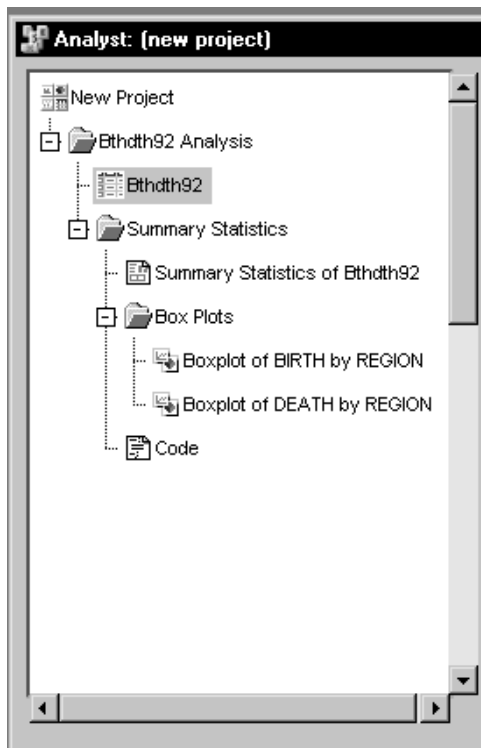 Analyst: (new project)
New Project
Bthdth92 Analysis
Bthdth92
Summary Statistics
Summary Statistics of Bthdth92
Box Plots
Boxplot of BIRTH by REGION
Boxplot of DEATH by REGION
Code